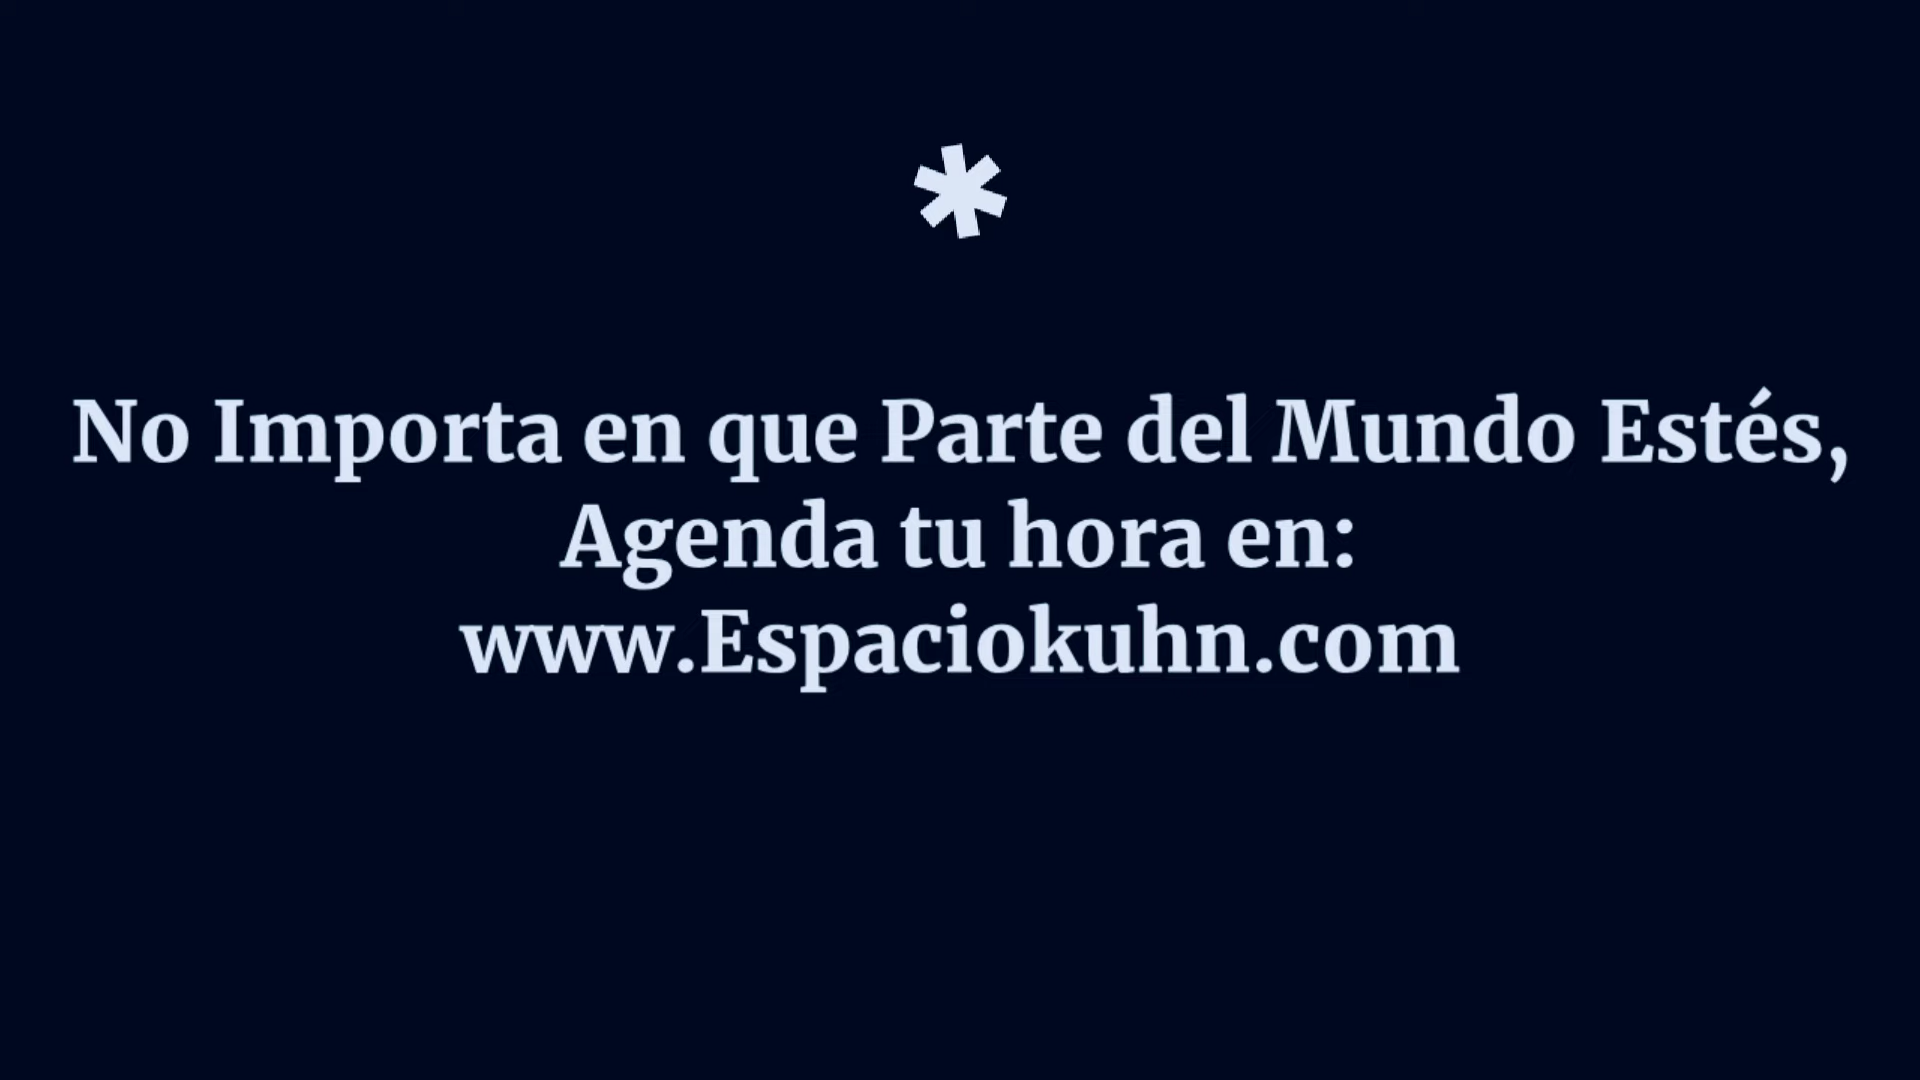 No Importa en que Parte del Mundo Estés,
Agenda tu hora en:
www.Espaciokuhn.com